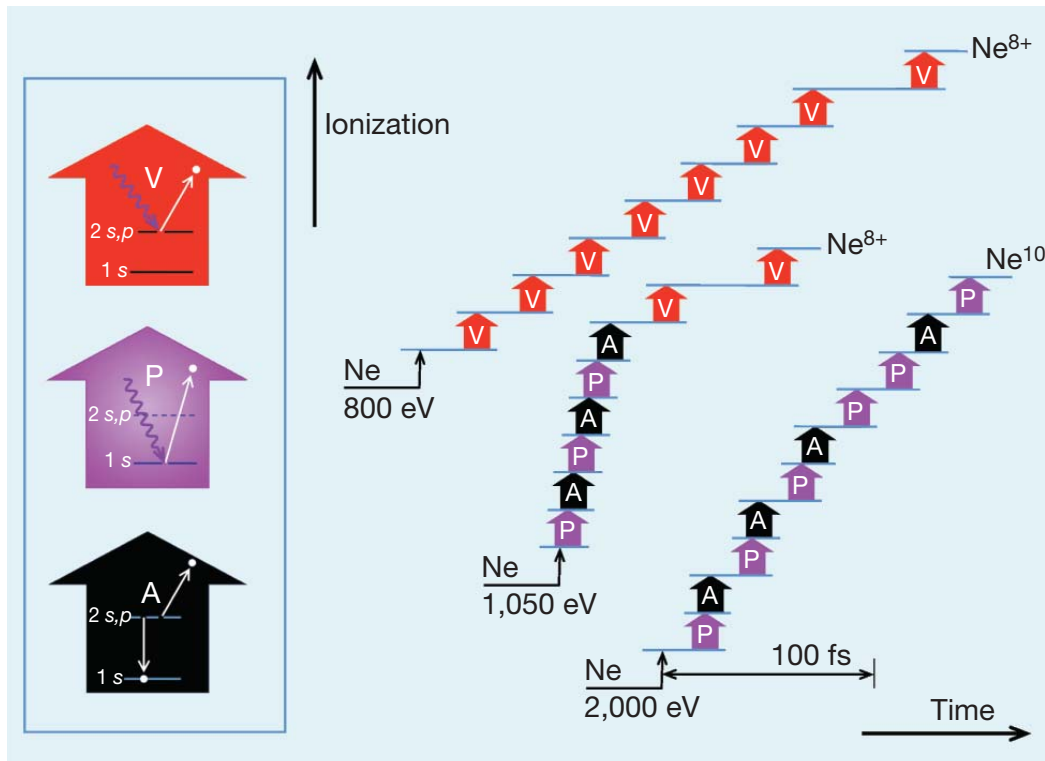 Ne⁸⁺
Ionization
V
2 s,p
1 s
P
2 s,p
1 s
A
2 s,p
1 s
V
V
V
V
V
V
V
V
Ne
800 eV
Ne⁸⁺
V
V
A
P
A
P
A
P
Ne
1,050 eV
Ne¹⁰
P
A
P
P
A
P
A
P
A
P
Ne
2,000 eV
100 fs
Time